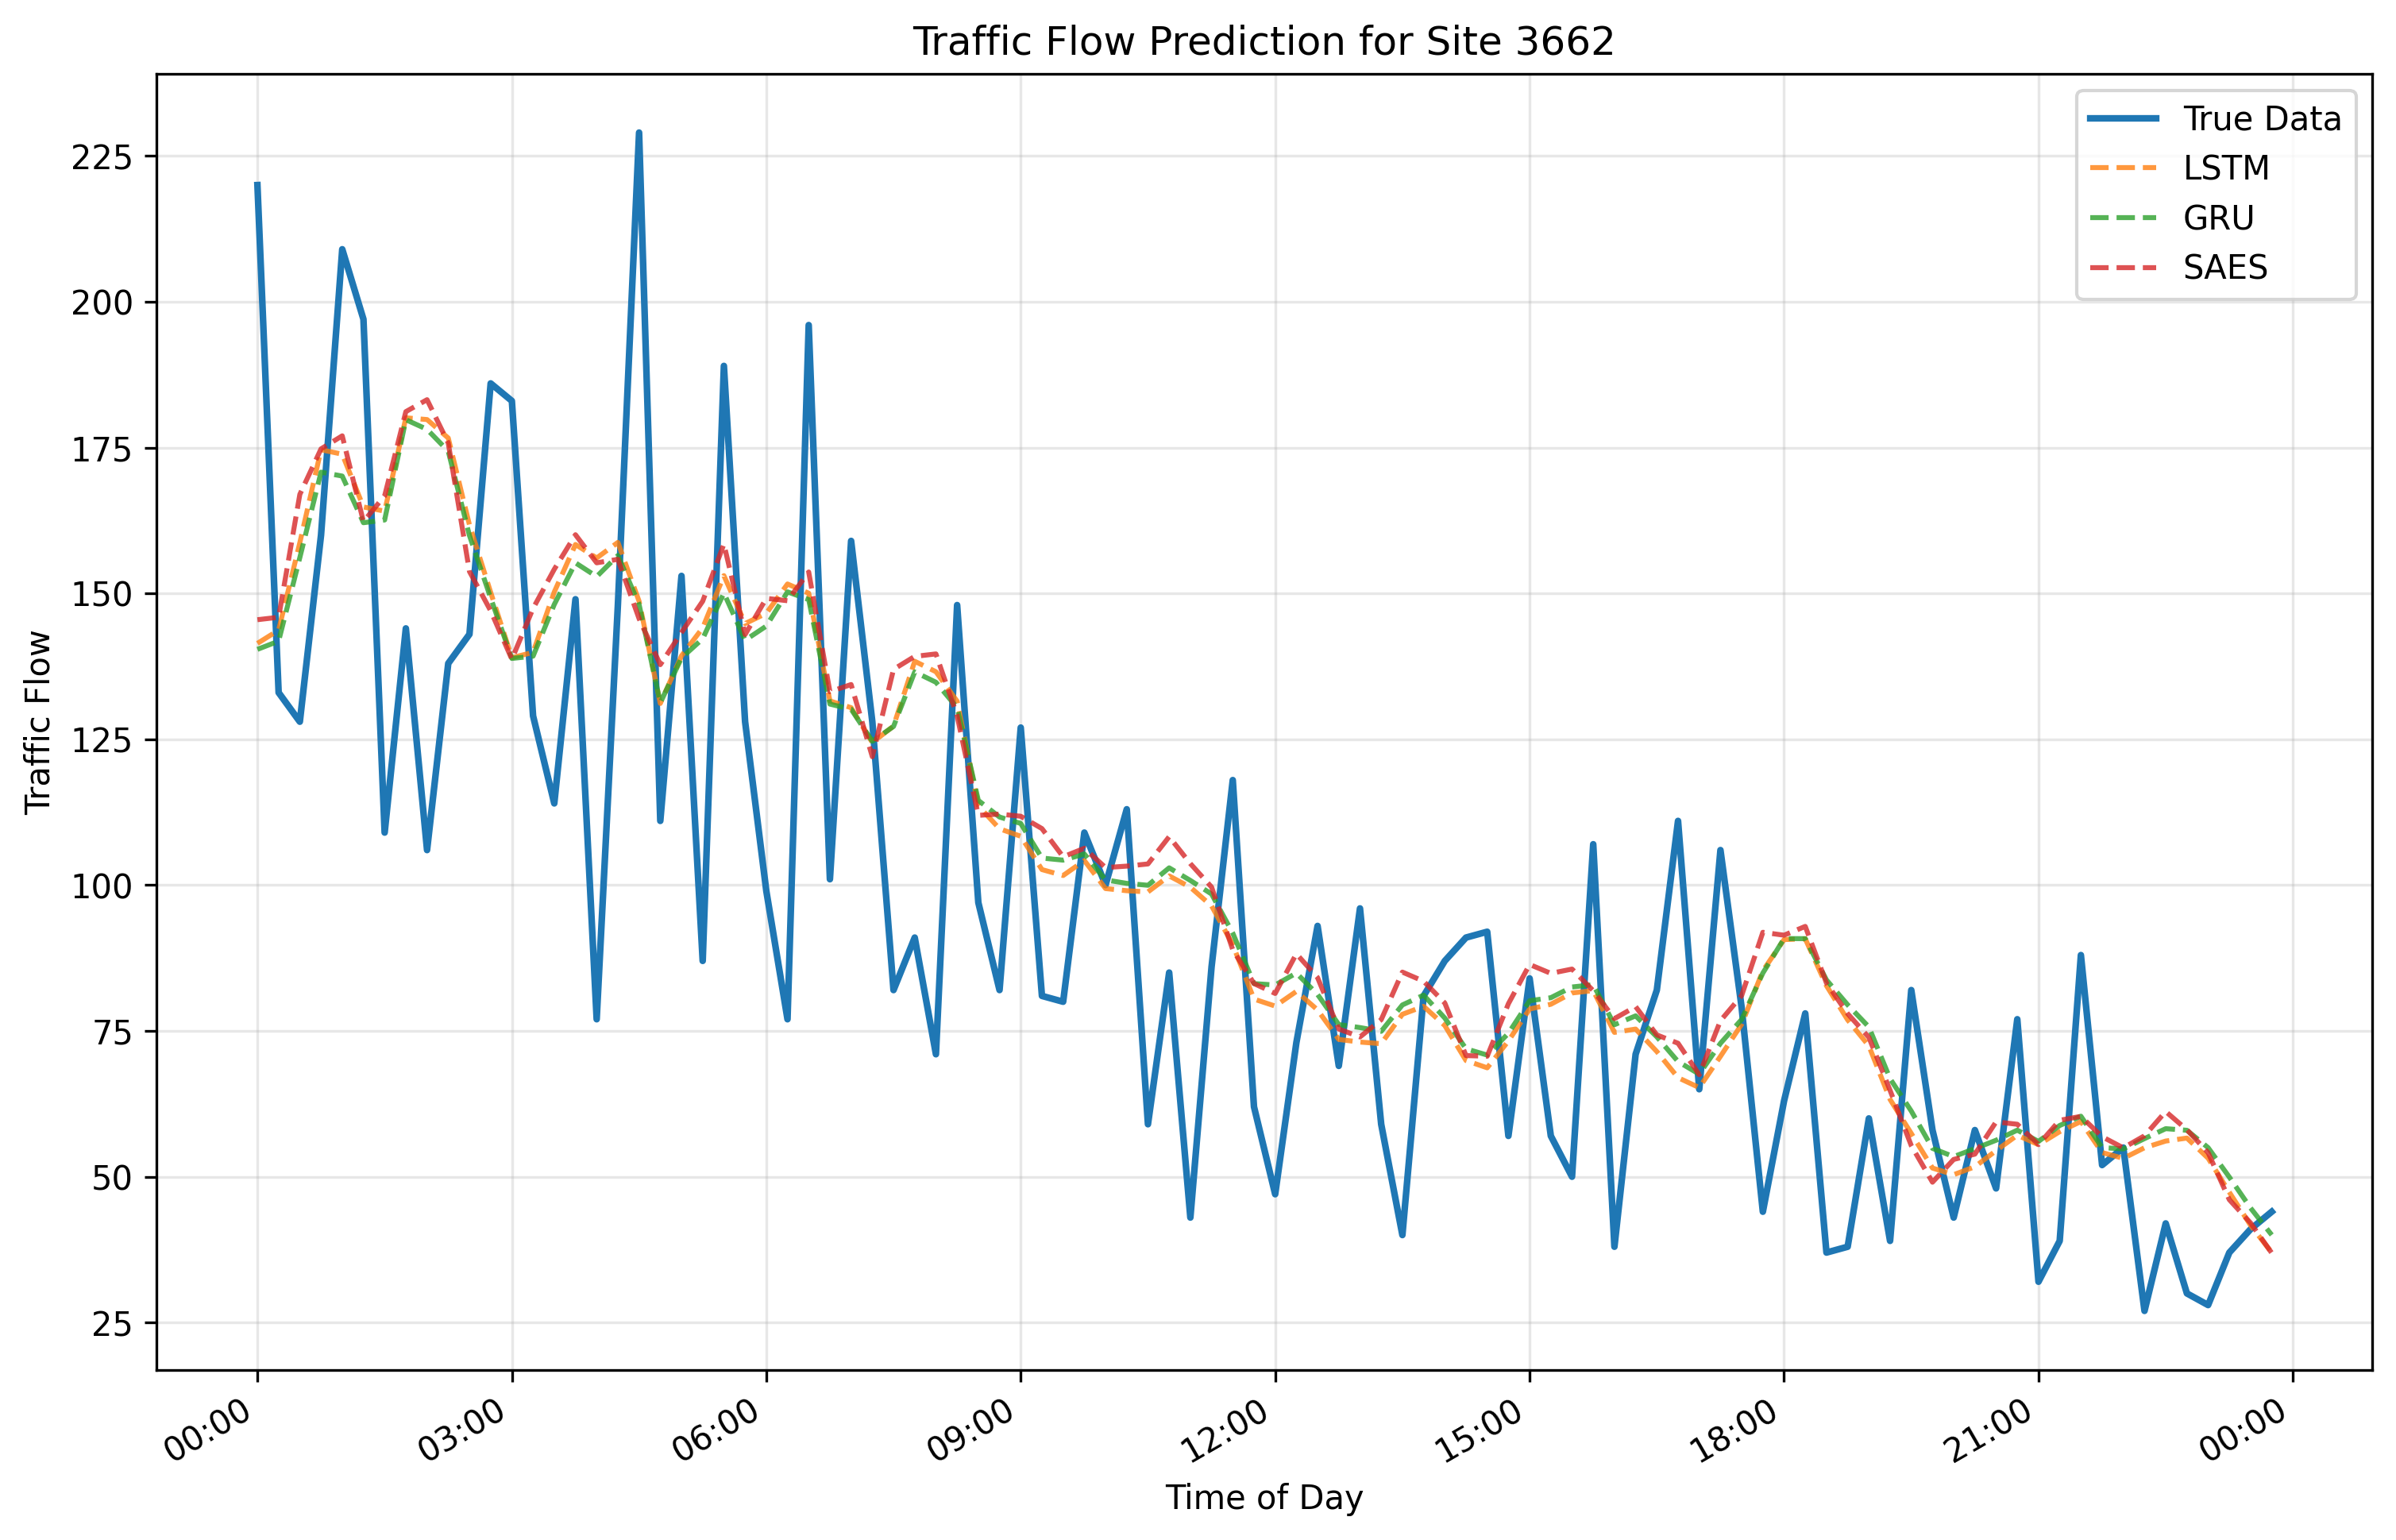 Traffic Flow Prediction for Site 3662
True Data
LSTM
GRU
SAES
225
200
175
150
125
100
75
50
25
Traffic Flow
00:00
03:00
06:00
09:00
12:00
15:00
18:00
21:00
00:00
Time of Day